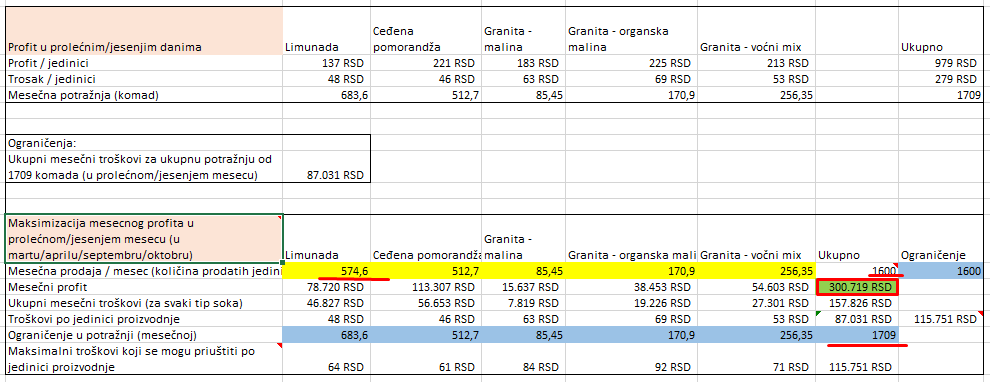 Profit u prolećnim/jesenjim danima Limunada Ceđena pomorandža Granita - malina Granita - organska malina Granita - voćni mix Ukupno
Profit / jedinici 137 RSD 221 RSD 183 RSD 225 RSD 213 RSD 979 RSD
Trosak / jedinici 48 RSD 46 RSD 63 RSD 69 RSD 53 RSD 279 RSD
Mesečna potražnja (komad) 683,6 512,7 85,45 170,9 256,35 1709
Ograničenja:
Ukupni mesečni troškovi za ukupnu potražnju od
1709 komada (u prolećnom/jesenjem mesecu) 87.031 RSD
Maksimizacija mesecnog profita u
prolećnom/jesenjem mesecu (u
martu/aprilu/septembru/oktobru) Limunada Ceđena pomorandža Granita - malina Granita - organska mali Granita - voćni mix Ukupno Ograničenje
Mesečna prodaja / mesec (količina prodatih jedini 574,6 512,7 85,45 170,9 256,35 1600 1600
Mesečni profit 78.720 RSD 113.307 RSD 15.637 RSD 38.453 RSD 54.603 RSD 300.719 RSD
Ukupni mesečni troškovi (za svaki tip soka) 46.827 RSD 56.653 RSD 7.819 RSD 19.226 RSD 27.301 RSD 157.826 RSD
Troškovi po jedinici proizvodnje 48 RSD 46 RSD 63 RSD 69 RSD 53 RSD 87.031 RSD 115.751 RSD
Ograničenje u potražnji (mesečnoj) 683,6 512,7 85,45 170,9 256,35 1709
Maksimalni troškovi koji se mogu priuštiti po
jedinici proizvodnje 64 RSD 61 RSD 84 RSD 92 RSD 71 RSD 115.751 RSD